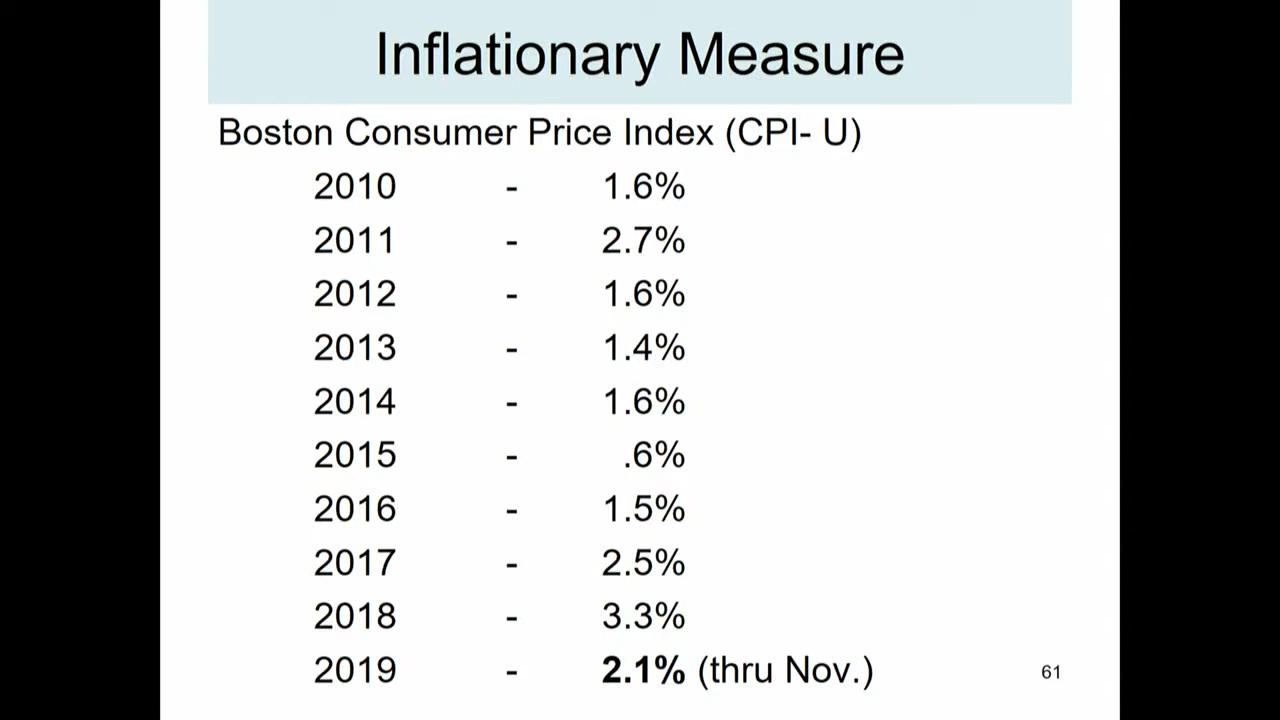 Inflationary Measure
Boston Consumer Price Index (CPI- U)
2010 - 1.6%
2011 - 2.7%
2012 - 1.6%
2013 - 1.4%
2014 - 1.6%
2015 - .6%
2016 - 1.5%
2017 - 2.5%
2018 - 3.3%
2019 - 2.1% (thru Nov.)
61